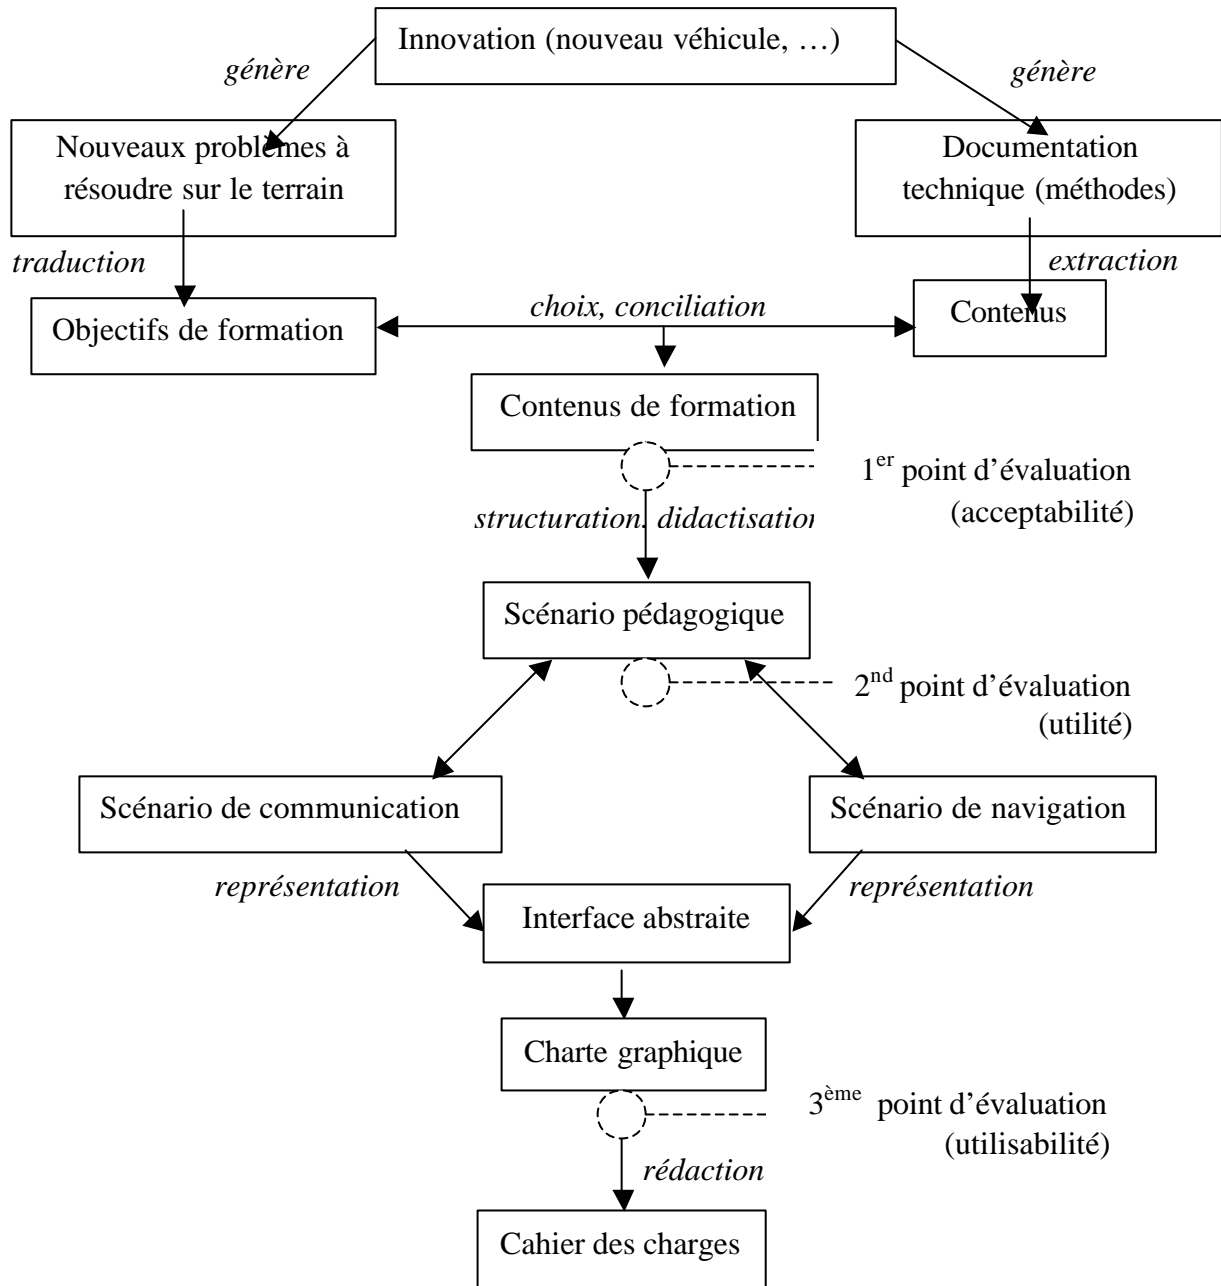 Innovation (nouveau véhicule, …)
génère
génère
Nouveaux problèmes à
résoudre sur le terrain
Documentation
technique (méthodes)
traduction
extraction
Objectifs de formation
choix, conciliation
Contenus
Contenus de formation
1er point d’évaluation
(acceptabilité)
structuration, didactisation
Scénario pédagogique
2nd point d’évaluation
(utilité)
Scénario de communication
Scénario de navigation
représentation
représentation
Interface abstraite
Charte graphique
3ème point d’évaluation
(utilisabilité)
rédaction
Cahier des charges